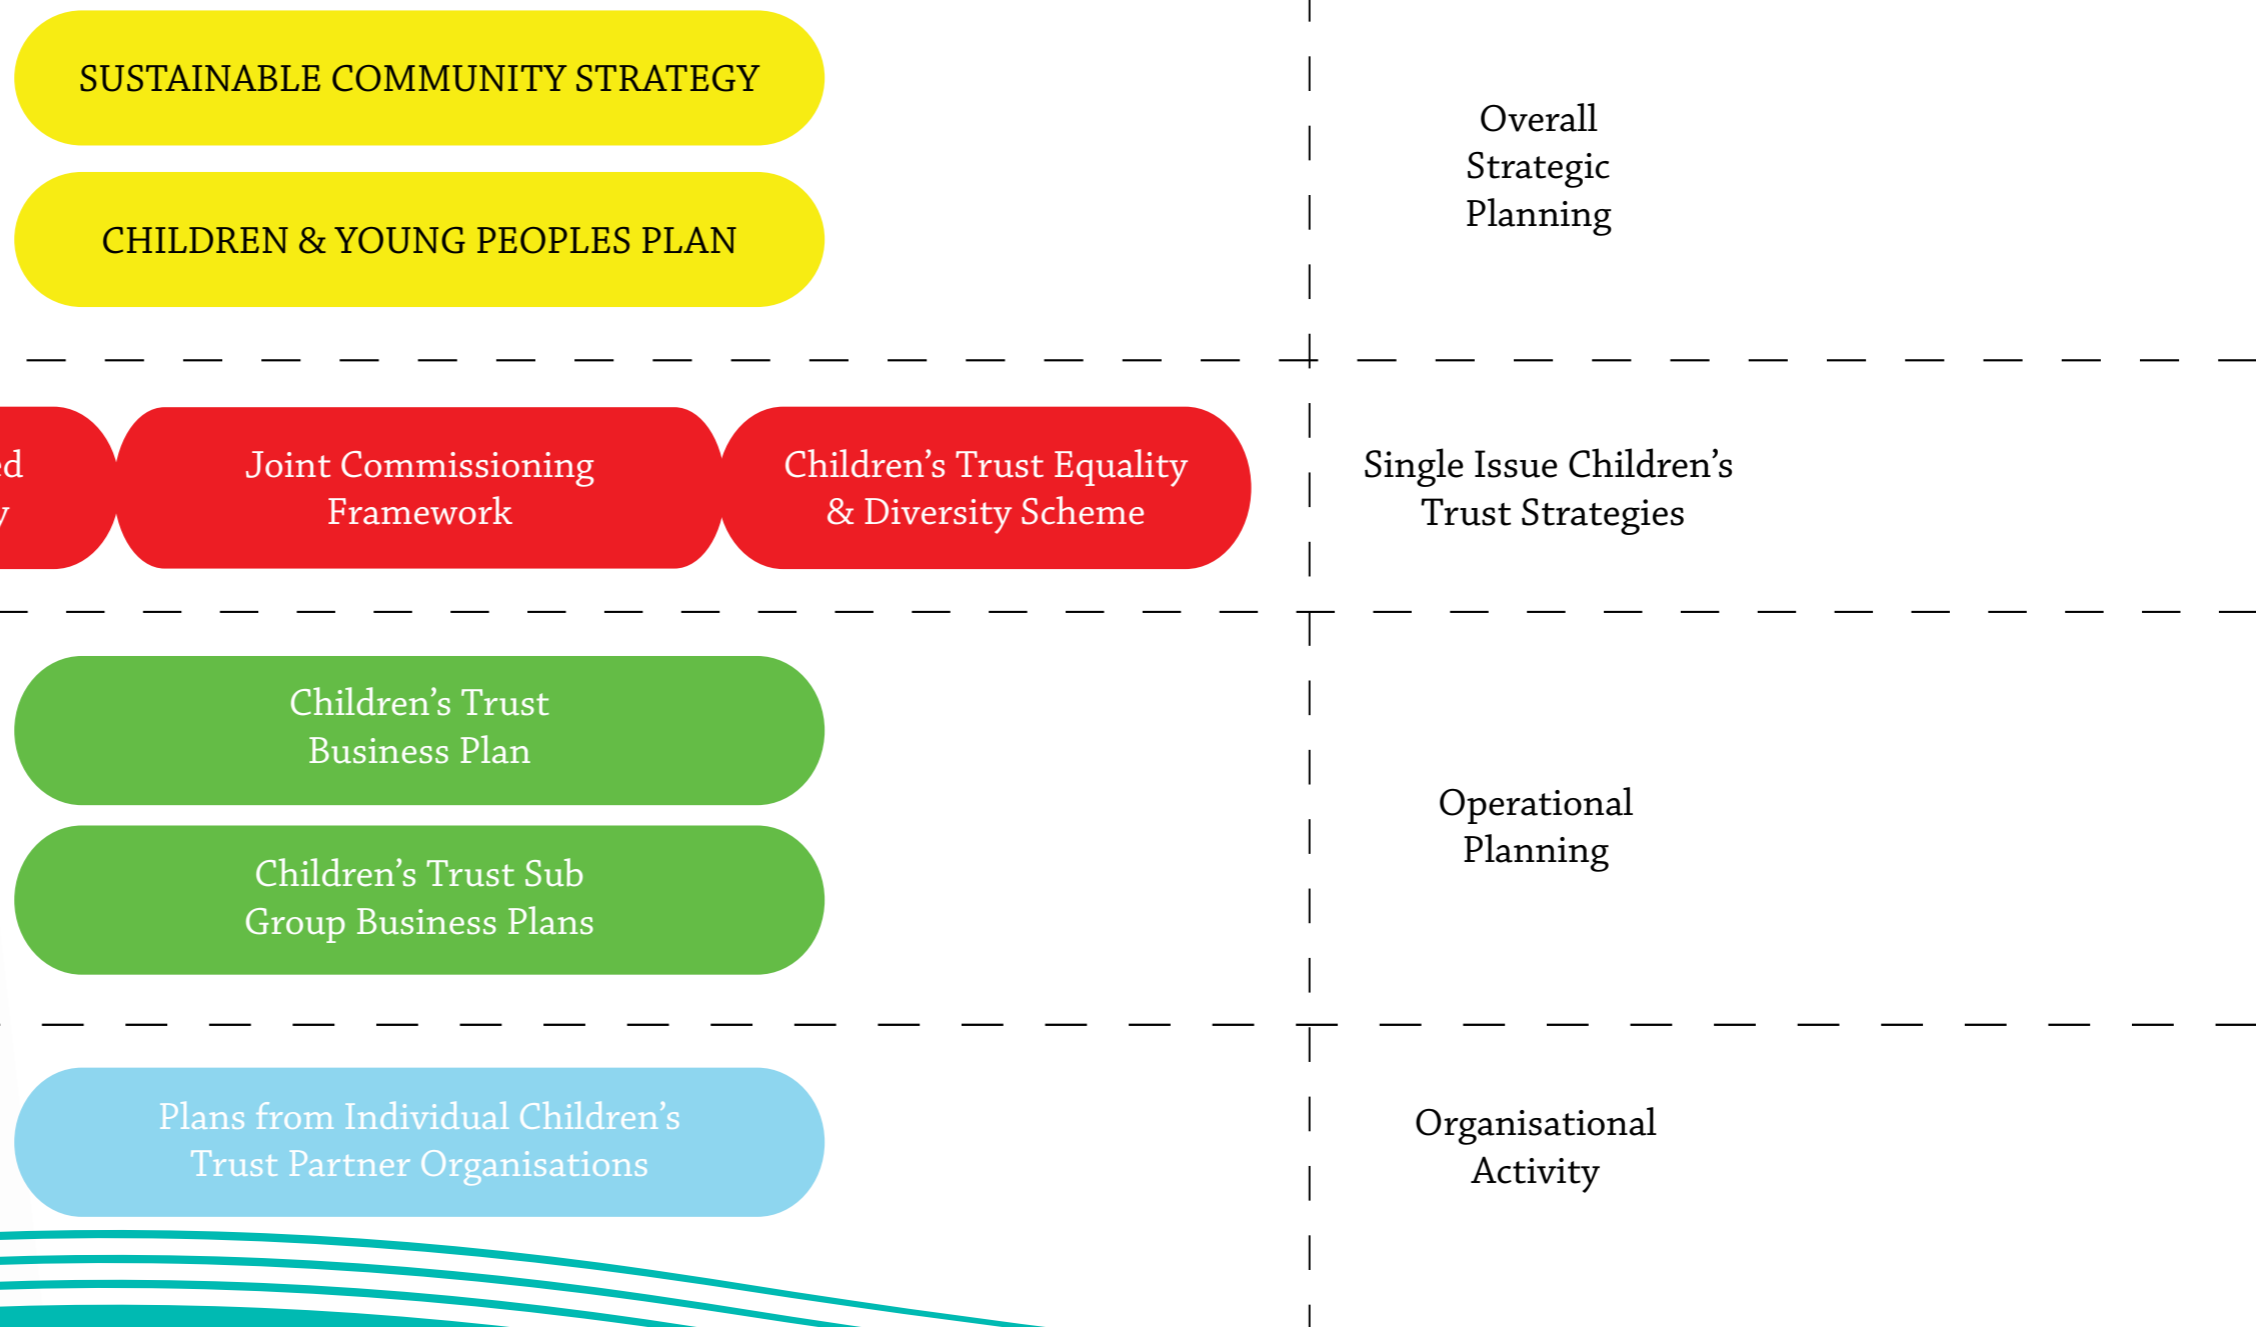 SUSTAINABLE COMMUNITY STRATEGY
CHILDREN & YOUNG PEOPLES PLAN
Overall
Strategic
Planning
Joint Commissioning
Framework
Children’s Trust Equality
& Diversity Scheme
Single Issue Children’s
Trust Strategies
Children’s Trust
Business Plan
Children’s Trust Sub
Group Business Plans
Operational
Planning
Plans from Individual Children’s
Trust Partner Organisations
Organisational
Activity